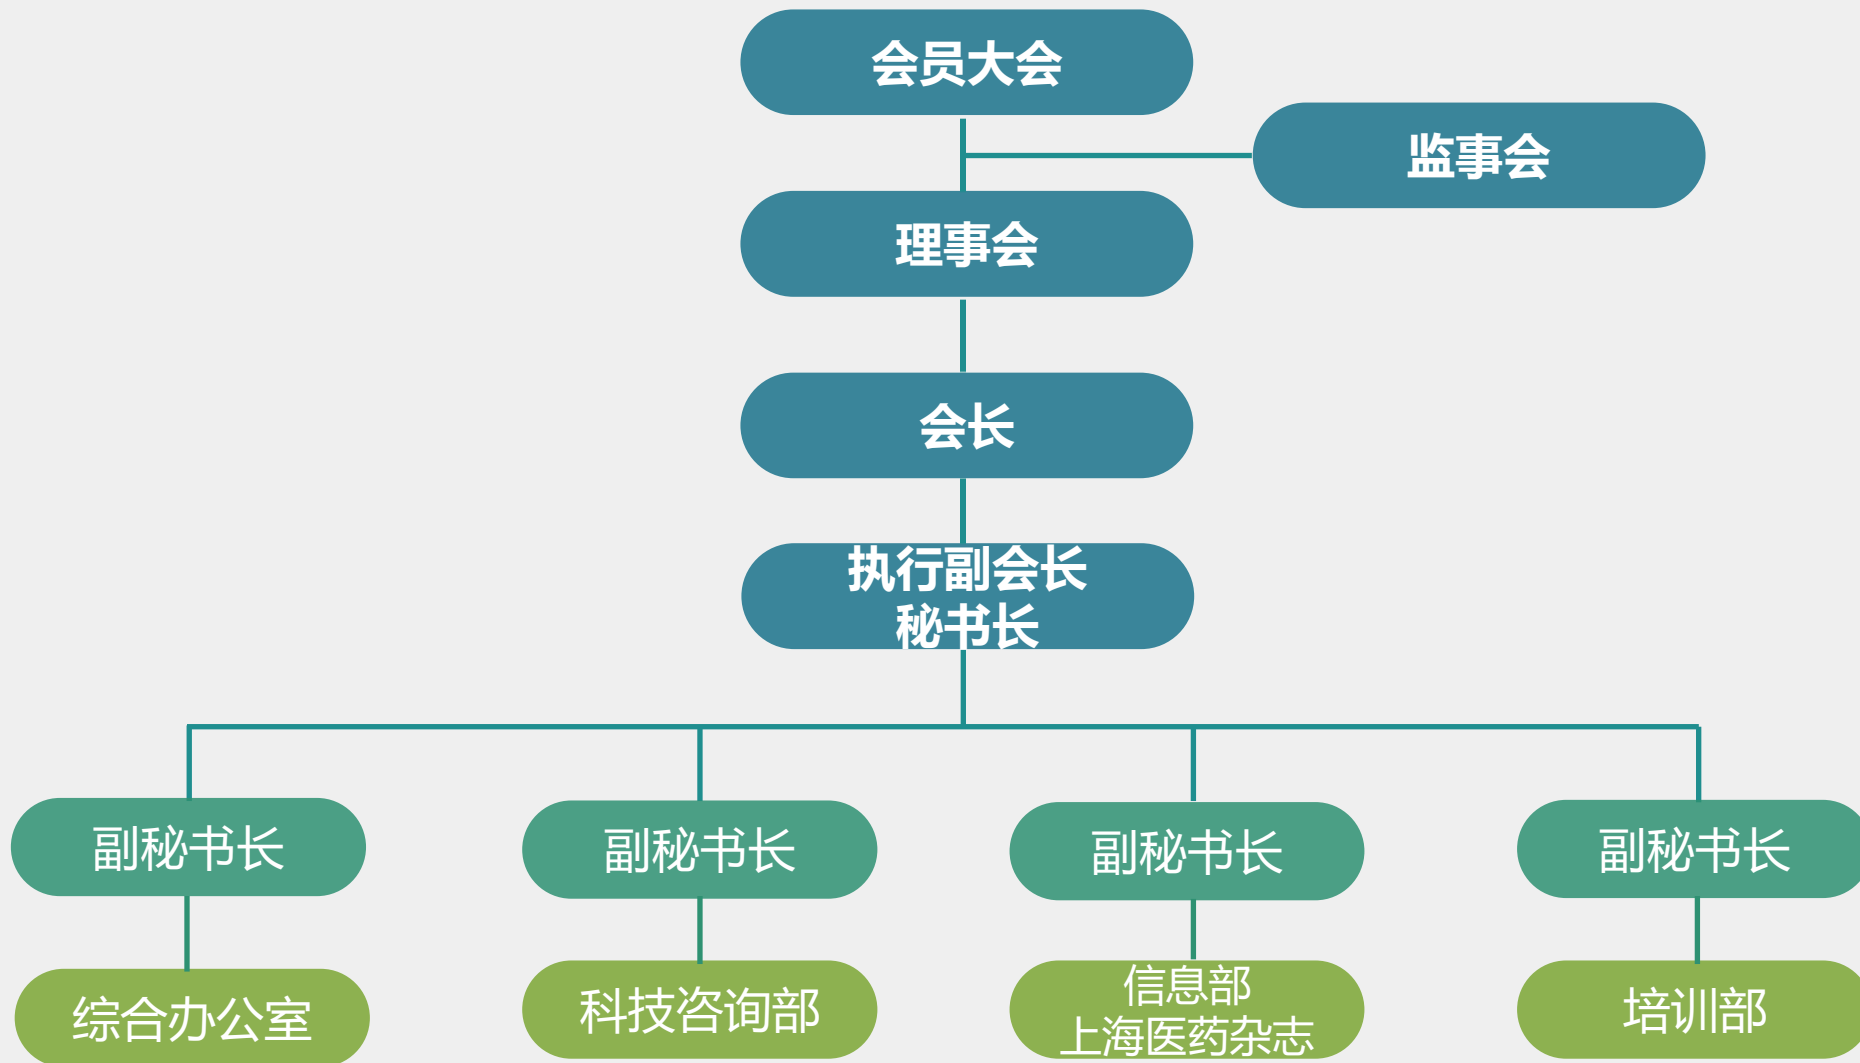 会员大会
监事会
理事会
会长
执行副会长
秘书长
副秘书长
副秘书长
副秘书长
副秘书长
综合办公室
科技咨询部
信息部
上海医药杂志
培训部